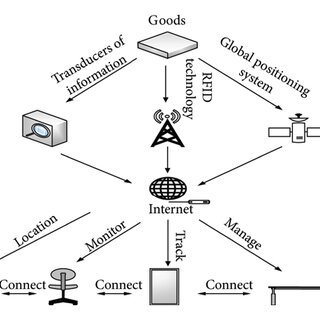 Goods
Transducers of
information
RFID
technology
Global positioning
system
Internet
Location
Monitor
Track
Manage
Connect
Connect
Connect